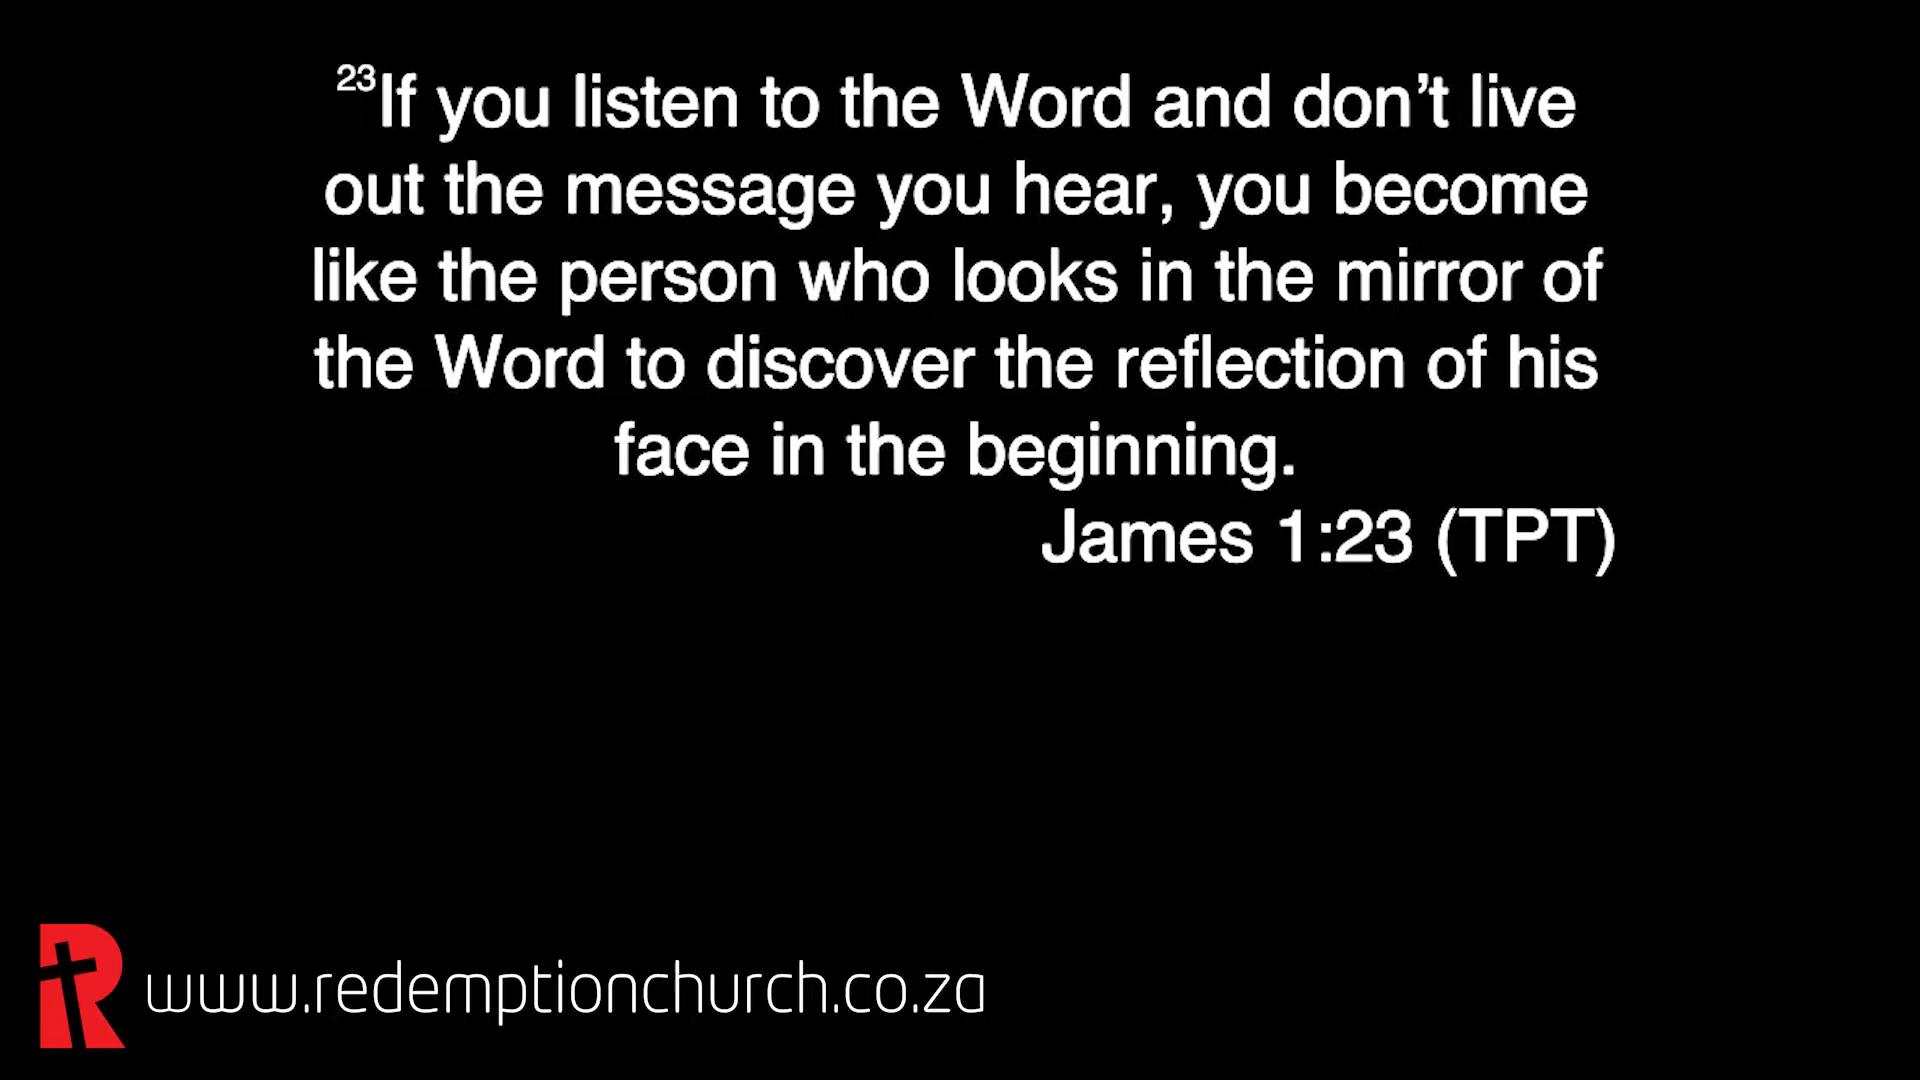 23If you listen to the Word and don’t live
out the message you hear, you become
like the person who looks in the mirror of
the Word to discover the reflection of his
face in the beginning.
James 1:23 (TPT)
R www.redemptionchurch.co.za